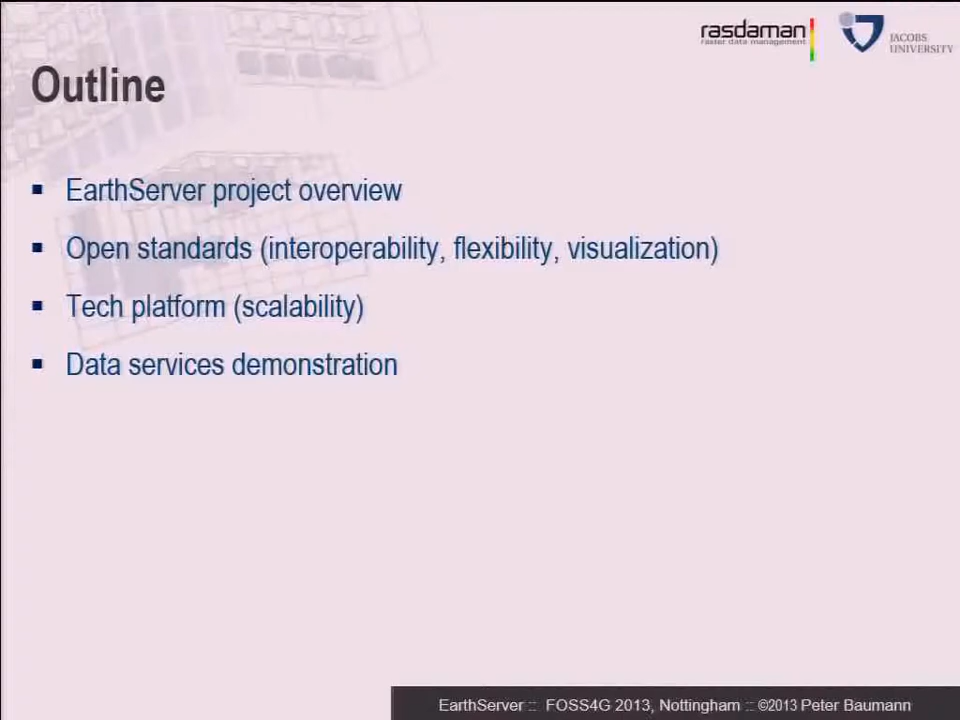 rasdaman
raster data management
JACOBS
UNIVERSITY
Outline
EarthServer project overview
Open standards (interoperability, flexibility, visualization)
Tech platform (scalability)
Data services demonstration
EarthServer :: FOSS4G 2013, Nottingham :: ©2013 Peter Baumann